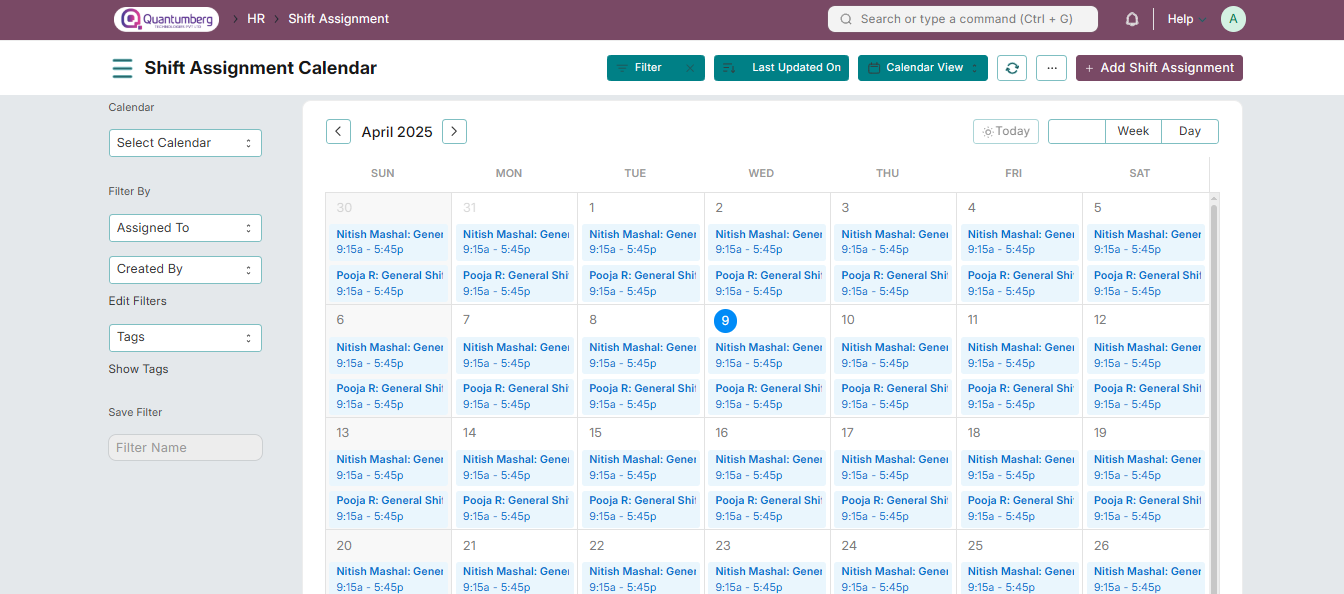 Quantumberg
TECHNOLOGIES PVT. LTD.
HR
Shift Assignment
Search or type a command (Ctrl + G)
Help
A
Shift Assignment Calendar
Filter
Last Updated On
Calendar View
...
+ Add Shift Assignment
Calendar
Select Calendar
Filter By
Assigned To
Created By
Edit Filters
Tags
Show Tags
Save Filter
Filter Name
April 2025
Today
Week
Day
SUN MON TUE WED THU FRI SAT
30 31 1 2 3 4 5
Nitish Mashal: Gener Nitish Mashal: Gener Nitish Mashal: Gener Nitish Mashal: Gener Nitish Mashal: Gener Nitish Mashal: Gener Nitish Mashal: Gener
9:15a - 5:45p 9:15a - 5:45p 9:15a - 5:45p 9:15a - 5:45p 9:15a - 5:45p 9:15a - 5:45p 9:15a - 5:45p
Pooja R: General Shi Pooja R: General Shi Pooja R: General Shi Pooja R: General Shi Pooja R: General Shi Pooja R: General Shi Pooja R: General Shi
9:15a - 5:45p 9:15a - 5:45p 9:15a - 5:45p 9:15a - 5:45p 9:15a - 5:45p 9:15a - 5:45p 9:15a - 5:45p
6 7 8 9 10 11 12
Nitish Mashal: Gener Nitish Mashal: Gener Nitish Mashal: Gener Nitish Mashal: Gener Nitish Mashal: Gener Nitish Mashal: Gener Nitish Mashal: Gener
9:15a - 5:45p 9:15a - 5:45p 9:15a - 5:45p 9:15a - 5:45p 9:15a - 5:45p 9:15a - 5:45p 9:15a - 5:45p
Pooja R: General Shi Pooja R: General Shi Pooja R: General Shi Pooja R: General Shi Pooja R: General Shi Pooja R: General Shi Pooja R: General Shi
9:15a - 5:45p 9:15a - 5:45p 9:15a - 5:45p 9:15a - 5:45p 9:15a - 5:45p 9:15a - 5:45p 9:15a - 5:45p
13 14 15 16 17 18 19
Nitish Mashal: Gener Nitish Mashal: Gener Nitish Mashal: Gener Nitish Mashal: Gener Nitish Mashal: Gener Nitish Mashal: Gener Nitish Mashal: Gener
9:15a - 5:45p 9:15a - 5:45p 9:15a - 5:45p 9:15a - 5:45p 9:15a - 5:45p 9:15a - 5:45p 9:15a - 5:45p
Pooja R: General Shi Pooja R: General Shi Pooja R: General Shi Pooja R: General Shi Pooja R: General Shi Pooja R: General Shi Pooja R: General Shi
9:15a - 5:45p 9:15a - 5:45p 9:15a - 5:45p 9:15a - 5:45p 9:15a - 5:45p 9:15a - 5:45p 9:15a - 5:45p
20 21 22 23 24 25 26
Nitish Mashal: Gener Nitish Mashal: Gener Nitish Mashal: Gener Nitish Mashal: Gener Nitish Mashal: Gener Nitish Mashal: Gener Nitish Mashal: Gener
9:15a - 5:45p 9:15a - 5:45p 9:15a - 5:45p 9:15a - 5:45p 9:15a - 5:45p 9:15a - 5:45p 9:15a - 5:45p